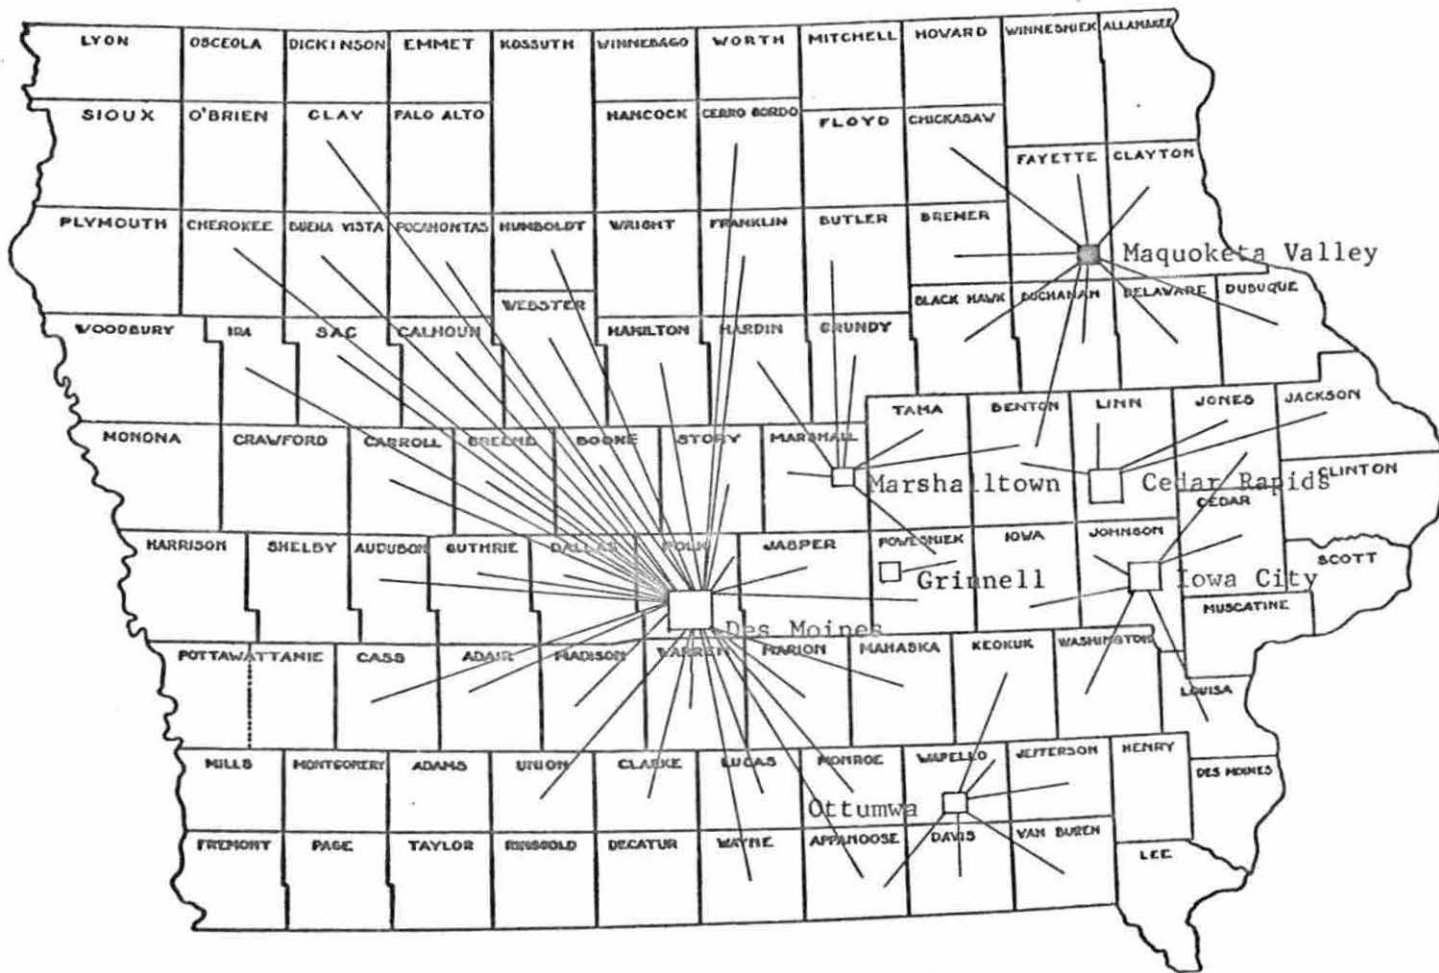 LYON OSCEOLA DICKINSON EMMET KOSSUTH WINNEBAGO WORTH MITCHELL HOWARD WINNESHIEK ALLAMAKEE
SIOUX O'BRIEN CLAY PALO ALTO HANCOCK CERRO GORDO FLOYD CHICKASAW
FAYETTE CLAYTON
PLYMOUTH CHEROKEE BUENA VISTA POCAHONTAS HUMBOLDT WRIGHT FRANKLIN BUTLER BREMER
Maquoketa Valley
WEBSTER BLACK HAWK BUCHANAN DELAWARE DUBUQUE
WOODBURY IDA SAC CALHOUN HAMILTON HARDIN GRUNDY
TAMA BENTON LINN JONES JACKSON
MONONA CRAWFORD CARROLL GREENE BOONE STORY MARSHALL
Marshalltown Cedar Rapids CLINTON
CEDAR
HARRISON SHELBY AUDUBON GUTHRIE DALLAS POLK JASPER POWESHIEK IOWA JOHNSON
SCOTT
Grinnell Iowa City
MUSCATINE
Des Moines
POTTAWATTAMIE CASS ADAIR MADISON WARREN MARION MAHASKA KEOKUK WASHINGTON
LOUISA
MILLS MONTGOMERY ADAMS UNION CLARKE LUCAS MONROE WAPELLO JEFFERSON HENRY
DES MOINES
Ottumwa
FREMONT PAGE TAYLOR RINGGOLD DECATUR WAYNE APPANOOSE DAVIS VAN BUREN
LEE